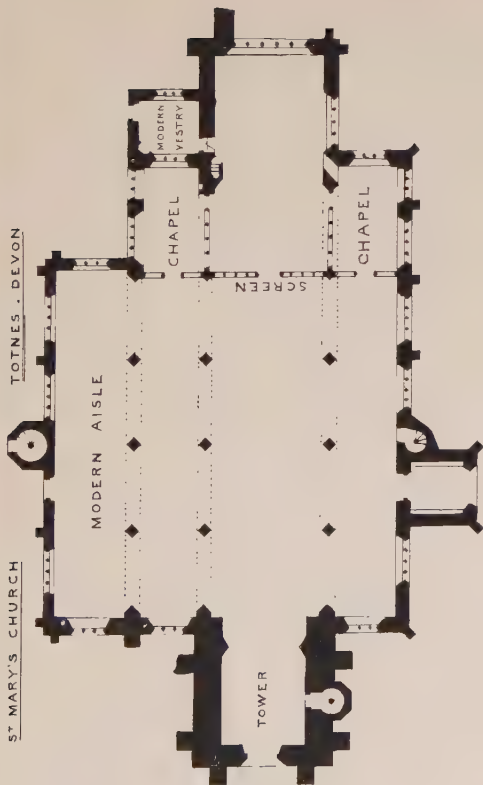 ST MARY'S CHURCH
TOTNES . DEVON
MODERN AISLE
CHAPEL
MODERN
VESTRY
SCREEN
CHAPEL
TOWER